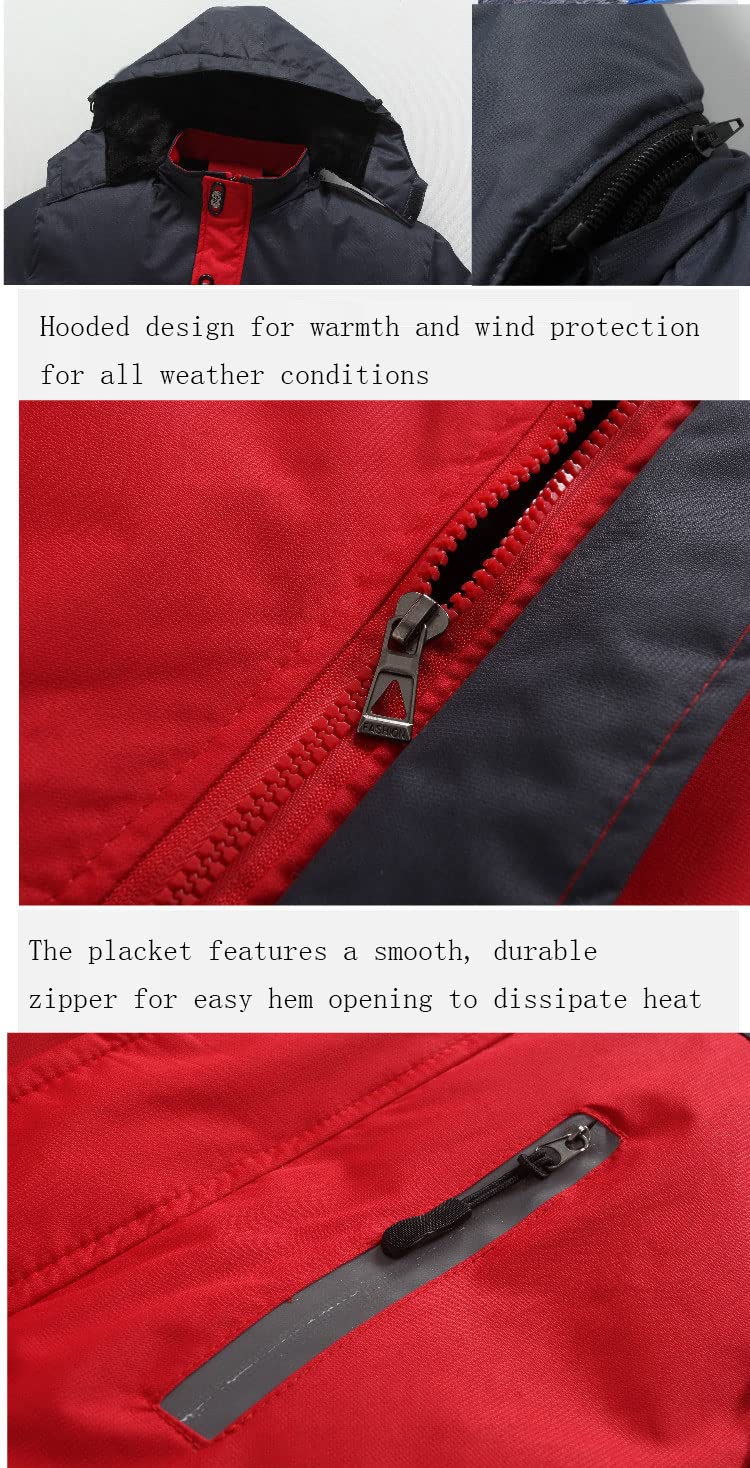 Hooded design for warmth and wind protection
for all weather conditions
FASHION
The placket features a smooth, durable
zipper for easy hem opening to dissipate heat